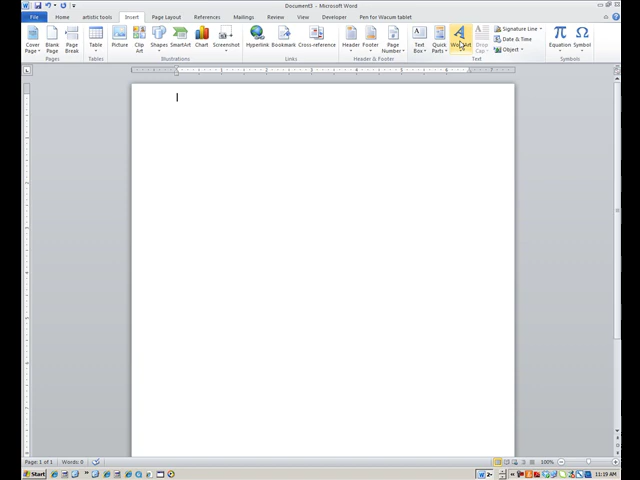 Document3 - Microsoft Word
File Home artistic tools Insert Page Layout References Mailings Review View Developer Pen for Wacum tablet
Cover Page Blank Page Page Break Table Picture Clip Art Shapes SmartArt Chart Screenshot Hyperlink Bookmark Cross-reference Header Footer Page Number Text Box Quick Parts WordArt Drop Cap Signature Line Date & Time Object Equation Symbol
Pages Tables Illustrations Links Header & Footer Text Symbols
Page: 1 of 1 Words: 0 100%
Start 11:19 AM